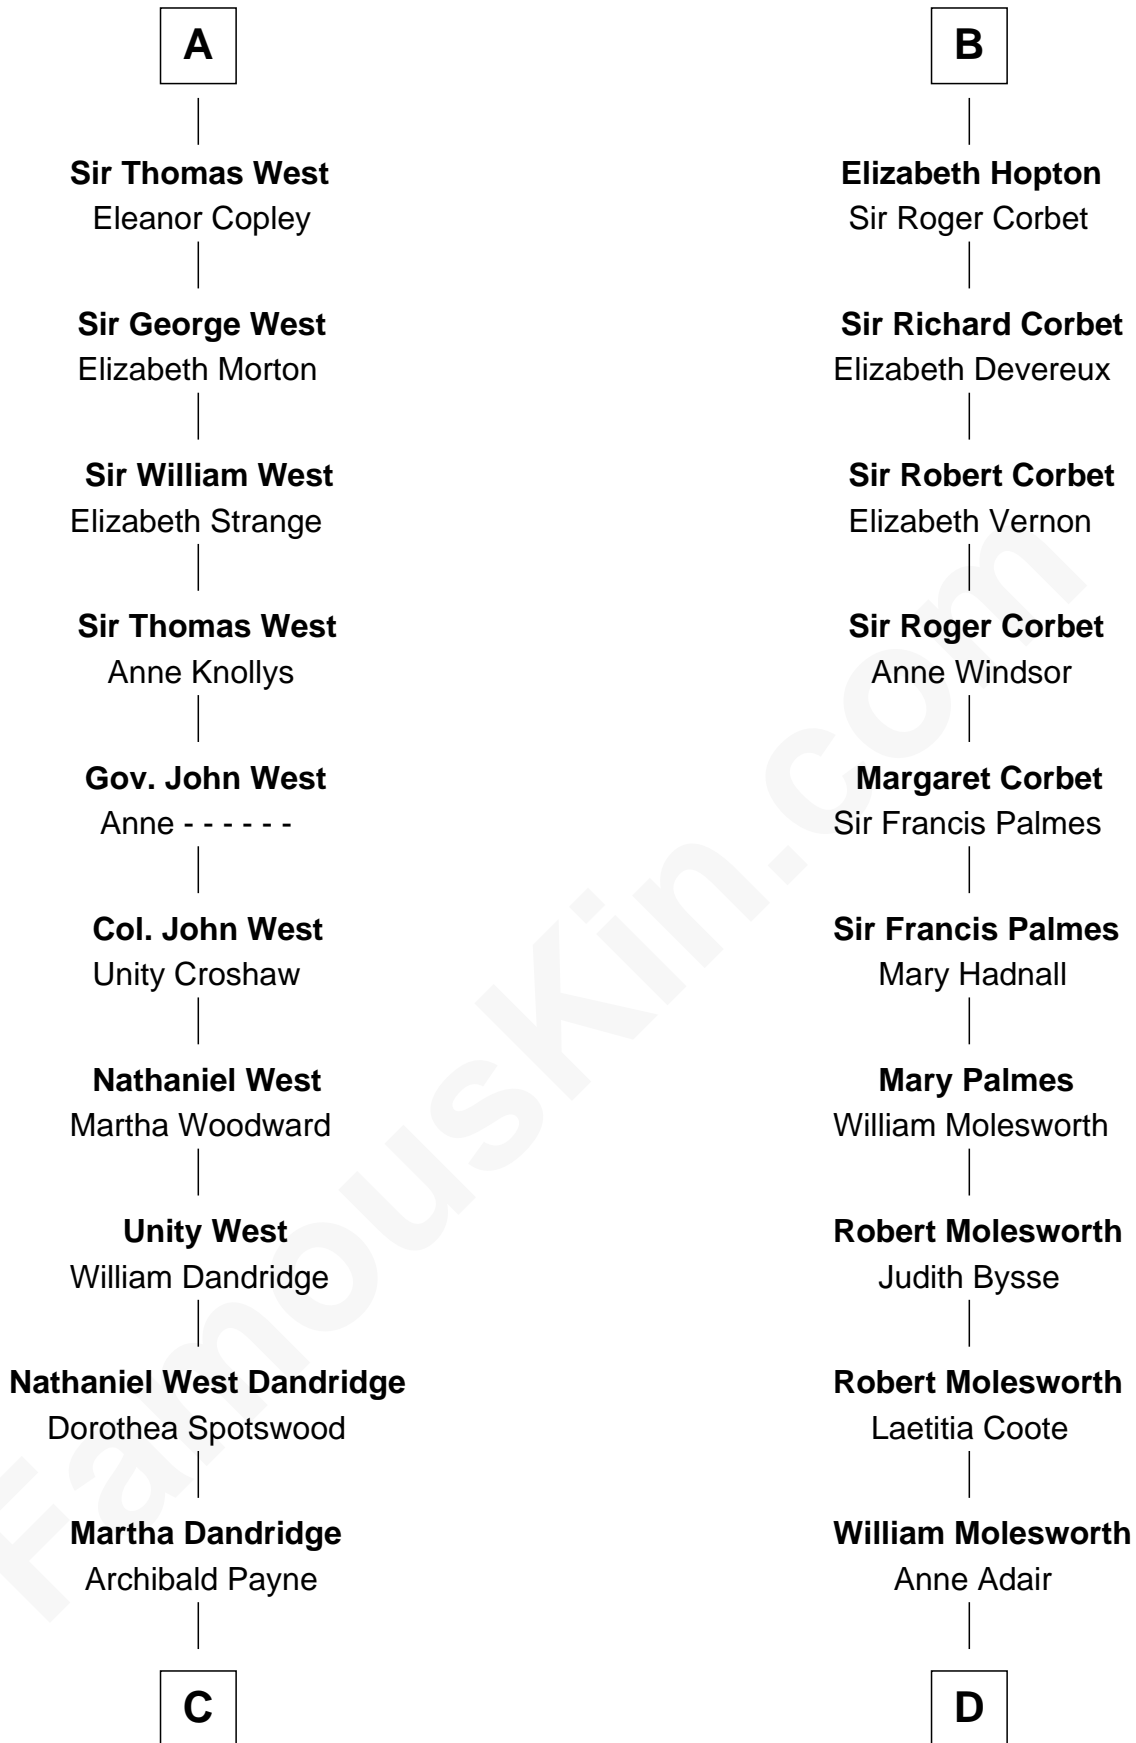 A
Sir Thomas West
Eleanor Copley
Sir George West
Elizabeth Morton
Sir William West
Elizabeth Strange
Sir Thomas West
Anne Knollys
Gov. John West
Anne - - - - - -
Col. John West
Unity Croshaw
Nathaniel West
Martha Woodward
Unity West
William Dandridge
Nathaniel West Dandridge
Dorothea Spotswood
Martha Dandridge
Archibald Payne
C
B
Elizabeth Hopton
Sir Roger Corbet
Sir Richard Corbet
Elizabeth Devereux
Sir Robert Corbet
Elizabeth Vernon
Sir Roger Corbet
Anne Windsor
Margaret Corbet
Sir Francis Palmes
Sir Francis Palmes
Mary Hadnall
Mary Palmes
William Molesworth
Robert Molesworth
Judith Bysse
Robert Molesworth
Laetitia Coote
William Molesworth
Anne Adair
D
FamousKin.com